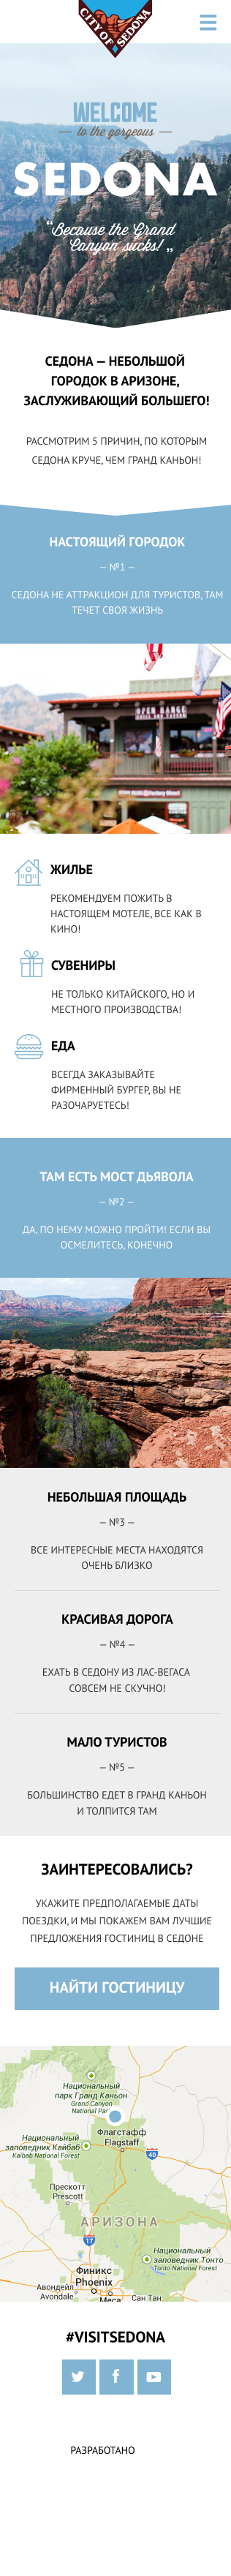 CITY OF SEDONA
WELCOME
to the gorgeous
SEDONA
“Because the Grand
Canyon sucks!„
СЕДОНА — НЕБОЛЬШОЙ
ГОРОДОК В АРИЗОНЕ,
ЗАСЛУЖИВАЮЩИЙ БОЛЬШЕГО!
РАССМОТРИМ 5 ПРИЧИН, ПО КОТОРЫМ
СЕДОНА КРУЧЕ, ЧЕМ ГРАНД КАНЬОН!
НАСТОЯЩИЙ ГОРОДОК
— №1 —
СЕДОНА НЕ АТТРАКЦИОН ДЛЯ ТУРИСТОВ, ТАМ
ТЕЧЕТ СВОЯ ЖИЗНЬ
OPEN RANGE
ЖИЛЬЕ
РЕКОМЕНДУЕМ ПОЖИТЬ В
НАСТОЯЩЕМ МОТЕЛЕ, ВСЕ КАК В
КИНО!
СУВЕНИРЫ
НЕ ТОЛЬКО КИТАЙСКОГО, НО И
МЕСТНОГО ПРОИЗВОДСТВА!
ЕДА
ВСЕГДА ЗАКАЗЫВАЙТЕ
ФИРМЕННЫЙ БУРГЕР, ВЫ НЕ
РАЗОЧАРУЕТЕСЬ!
ТАМ ЕСТЬ МОСТ ДЬЯВОЛА
— №2 —
ДА, ПО НЕМУ МОЖНО ПРОЙТИ! ЕСЛИ ВЫ
ОСМЕЛИТЕСЬ, КОНЕЧНО
НЕБОЛЬШАЯ ПЛОЩАДЬ
— №3 —
ВСЕ ИНТЕРЕСНЫЕ МЕСТА НАХОДЯТСЯ
ОЧЕНЬ БЛИЗКО
КРАСИВАЯ ДОРОГА
— №4 —
ЕХАТЬ В СЕДОНУ ИЗ ЛАС-ВЕГАСА
СОВСЕМ НЕ СКУЧНО!
МАЛО ТУРИСТОВ
— №5 —
БОЛЬШИНСТВО ЕДЕТ В ГРАНД КАНЬОН
И ТОЛПИТСЯ ТАМ
ЗАИНТЕРЕСОВАЛИСЬ?
УКАЖИТЕ ПРЕДПОЛАГАЕМЫЕ ДАТЫ
ПОЕЗДКИ, И МЫ ПОКАЖЕМ ВАМ ЛУЧШИЕ
ПРЕДЛОЖЕНИЯ ГОСТИНИЦ В СЕДОНЕ
НАЙТИ ГОСТИНИЦУ
Национальный
парк Гранд Каньон
Grand Canyon
National Par
Флагстафф
Flagstaff
40
Национальный
заповедник Кайбаб
Kaibab National Forest
Прескотт
Prescott
АРИЗОНА
17
Национальный
заповедник Тонто
Tonto National Forest
Финикс
Phoenix
Авондейл
Avondale
Меса
Сан Тан
#VISITSEDONA
РАЗРАБОТАНО